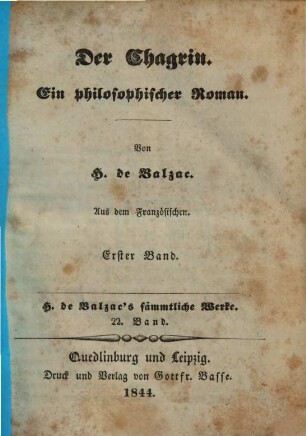 Der Chagrin.
Ein philosophischer Roman.
Von
H. de Balzac.
Aus dem Französischen.
Erster Band.
H. de Balzac's sämmtliche Werke.
22. Band.
Quedlinburg und Leipzig.
Druck und Verlag von Gottfr. Basse.
1844.